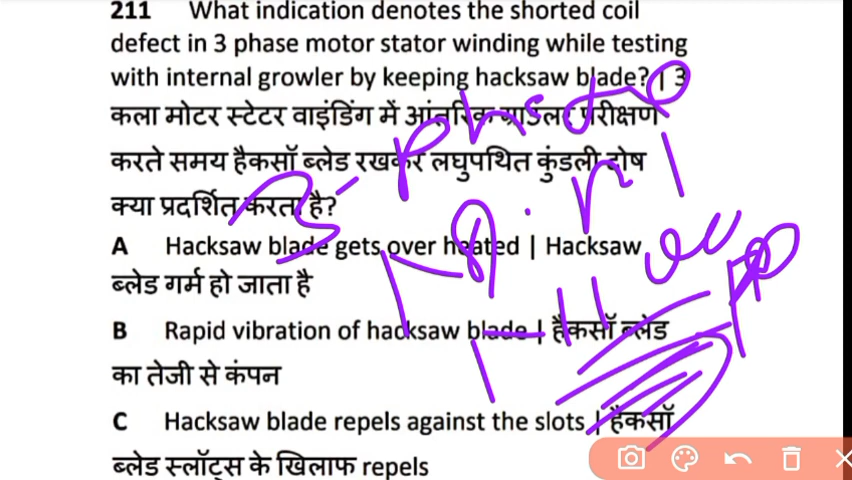 211 What indication denotes the shorted coil
defect in 3 phase motor stator winding while testing
with internal growler by keeping hacksaw blade? | 3
कला मोटर स्टेटर वाइंडिंग में आंतरिक ग्राउलर परीक्षण
करते समय हैकसॉ ब्लेड रखकर लघुपथित कुंडली दोष
क्या प्रदर्शित करता है?
A Hacksaw blade gets over heated | Hacksaw
ब्लेड गर्म हो जाता है
B Rapid vibration of hacksaw blade | हैकसॉ ब्लेड
का तेजी से कंपन
C Hacksaw blade repels against the slots | हैकसॉ
ब्लेड स्लॉट्स के खिलाफ repels